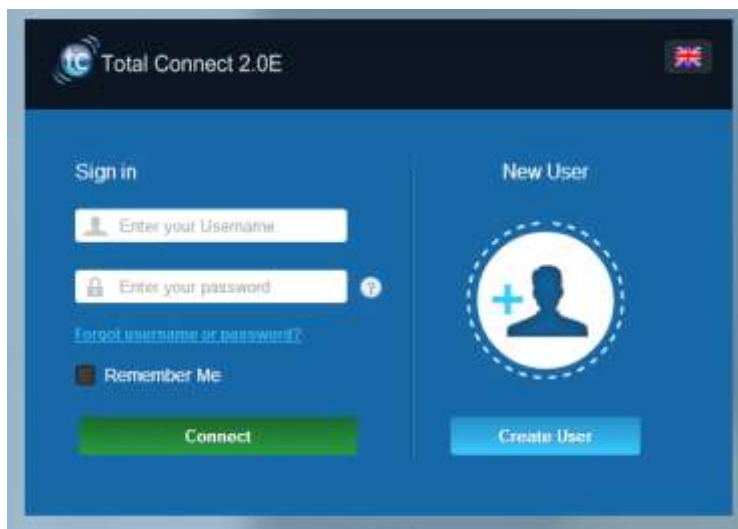 tc Total Connect 2.0E
Sign in
Enter your Username
Enter your password
?
Forgot username or password?
Remember Me
Connect
New User
Create User